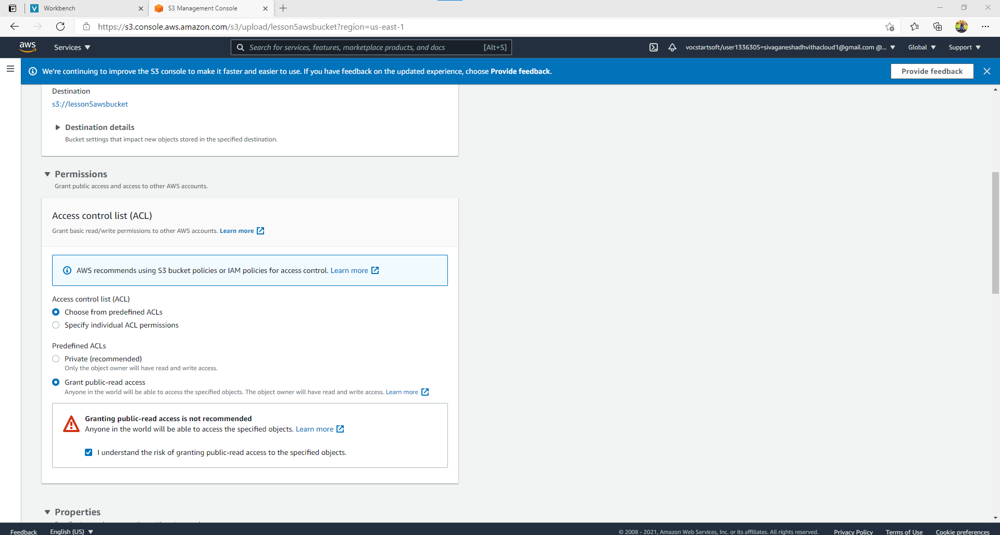 Workbench
S3 Management Console
https://s3.console.aws.amazon.com/s3/upload/lesson5awsbucket?region=us-east-1
aws
Services
Search for services, features, marketplace products, and docs [Alt+S]
vocstartsoft/user1336305=sivaganeshadhvithacloud1@gmail.com @...
Global
Support
We're continuing to improve the S3 console to make it faster and easier to use. If you have feedback on the updated experience, choose Provide feedback.
Provide feedback
Destination
s3://lesson5awsbucket
Destination details
Bucket settings that impact new objects stored in the specified destination.
Permissions
Grant public access and access to other AWS accounts.
Access control list (ACL)
Grant basic read/write permissions to other AWS accounts. Learn more
AWS recommends using S3 bucket policies or IAM policies for access control. Learn more
Access control list (ACL)
Choose from predefined ACLs
Specify individual ACL permissions
Predefined ACLs
Private (recommended)
Only the object owner will have read and write access.
Grant public-read access
Anyone in the world will be able to access the specified objects. The object owner will have read and write access. Learn more
Granting public-read access is not recommended
Anyone in the world will be able to access the specified objects. Learn more
I understand the risk of granting public-read access to the specified objects.
Properties
Feedback
English (US)
© 2008 - 2021, Amazon Web Services, Inc. or its affiliates. All rights reserved.
Privacy Policy
Terms of Use
Cookie preferences